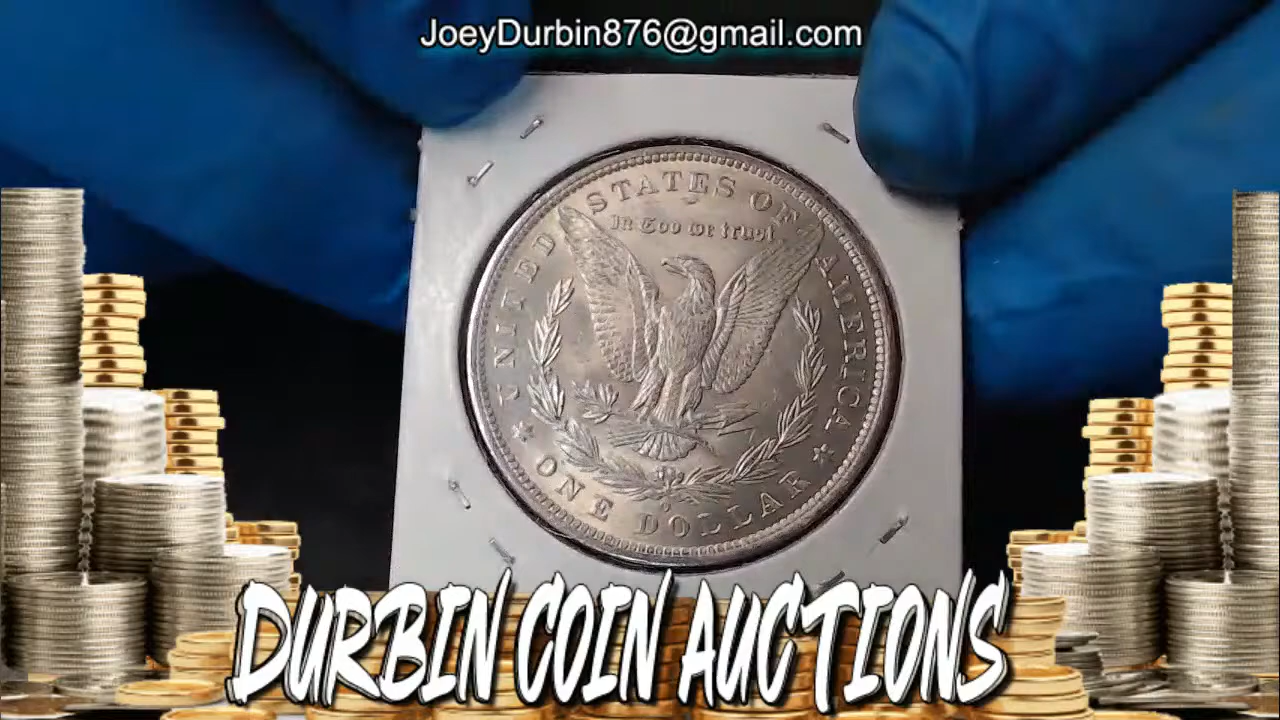 JoeyDurbin876@gmail.com
UNITED STATES OF AMERICA
In God we trust
O
ONE DOLLAR
DURBIN COIN AUCTIONS